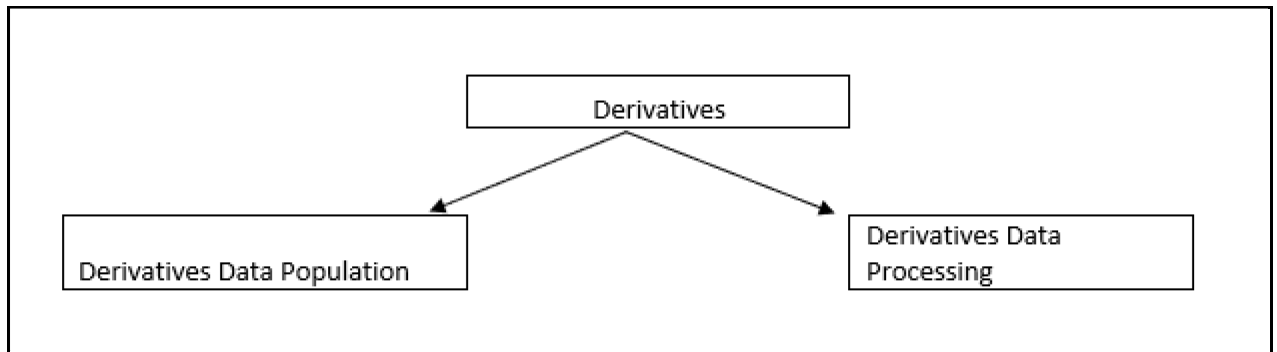 Derivatives
Derivatives Data Population
Derivatives Data
Processing